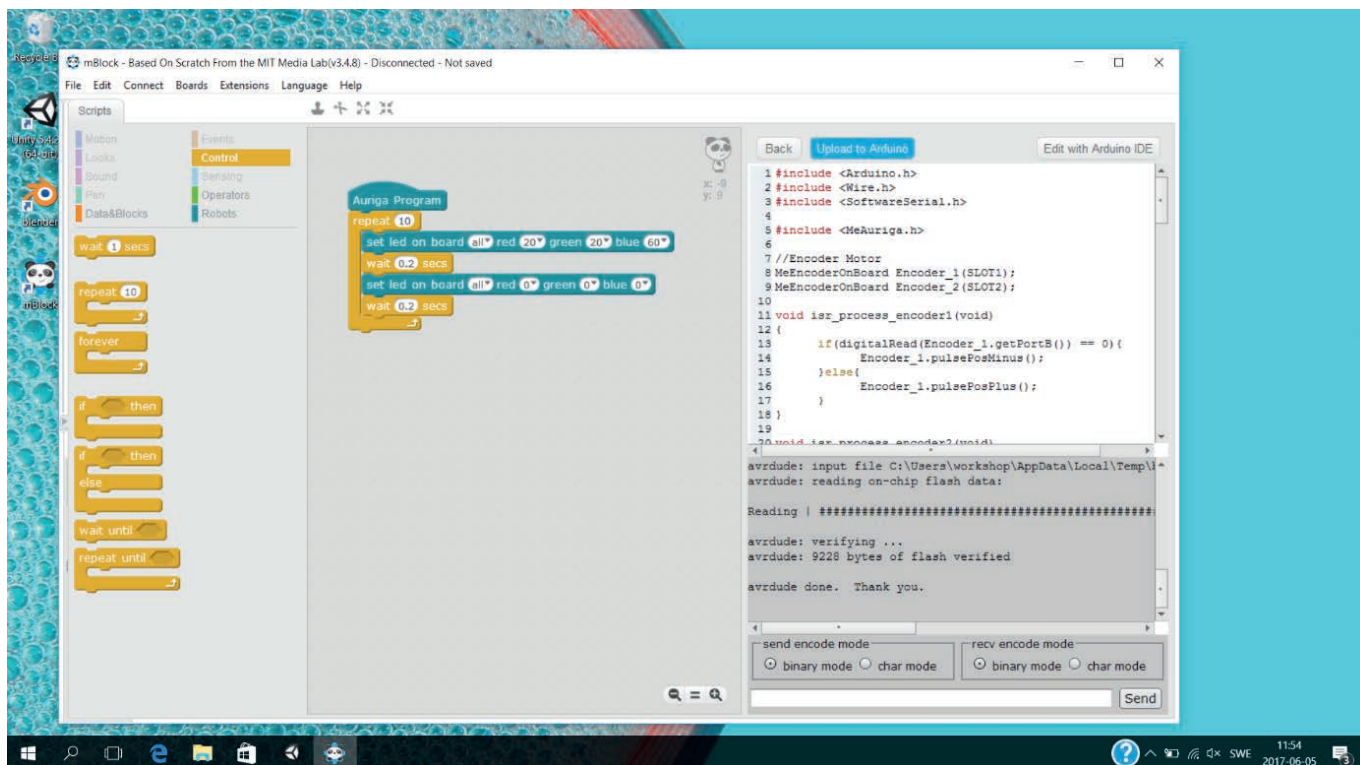 Recycle B
Unity 5.4.2
(64-bit)
blender
mBlock
mBlock - Based On Scratch From the MIT Media Lab(v3.4.8) - Disconnected - Not saved
File Edit Connect Boards Extensions Language Help
Scripts
Motion
Looks
Sound
Pen
Data&Blocks
Events
Control
Sensing
Operators
Robots
wait 1 secs
repeat 10
forever
if then
if then
else
wait until
repeat until
Auriga Program
repeat 10
set led on board all red 20 green 20 blue 60
wait 0.2 secs
set led on board all red 0 green 0 blue 0
wait 0.2 secs
x: -9
y: 9
Back Upload to Arduino Edit with Arduino IDE
1 #include <Arduino.h>
2 #include <Wire.h>
3 #include <SoftwareSerial.h>
4
5 #include <MeAuriga.h>
6
7 //Encoder Motor
8 MeEncoderOnBoard Encoder_1(SLOT1);
9 MeEncoderOnBoard Encoder_2(SLOT2);
10
11 void isr_process_encoder1(void)
12 {
13 if(digitalRead(Encoder_1.getPortB()) == 0){
14 Encoder_1.pulsePosMinus();
15 }else{
16 Encoder_1.pulsePosPlus();
17 }
18 }
19
20 void isr_process_encoder2(void)
avrdude: input file C:\Users\workshop\AppData\Local\Temp\
avrdude: reading on-chip flash data:
Reading | ##############################################
avrdude: verifying ...
avrdude: 9228 bytes of flash verified
avrdude done. Thank you.
send encode mode
binary mode char mode
recv encode mode
binary mode char mode
Send
SWE
11:54
2017-06-05
3